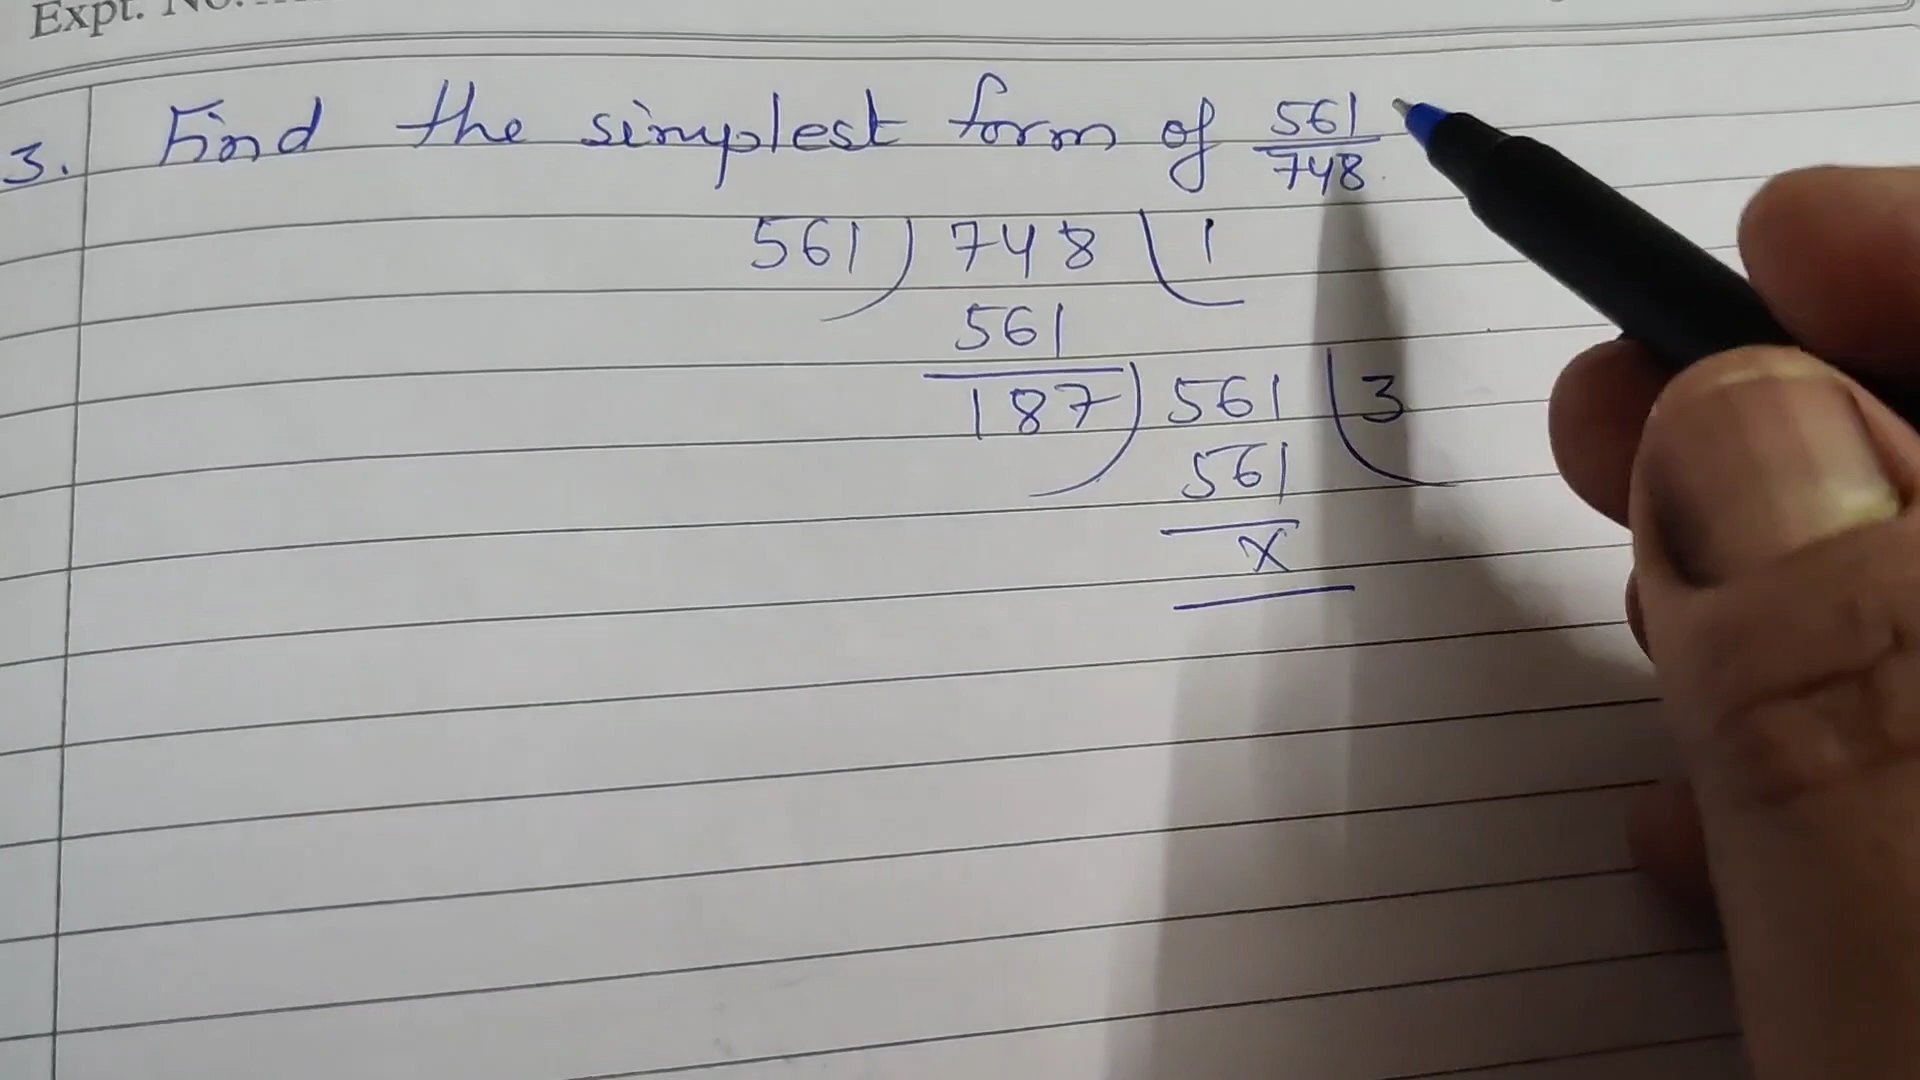 Expt.
3. Find the simplest form of 561/748
561 ) 748 ( 1
561
187 ) 561 ( 3
561
x